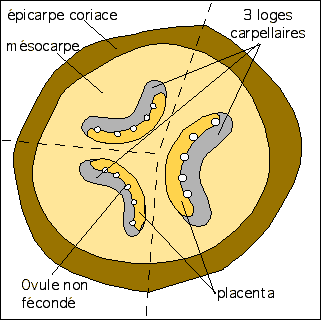 épicarpe coriace
mésocarpe
3 loges
carpellaires
Ovule non
fécondé
placenta